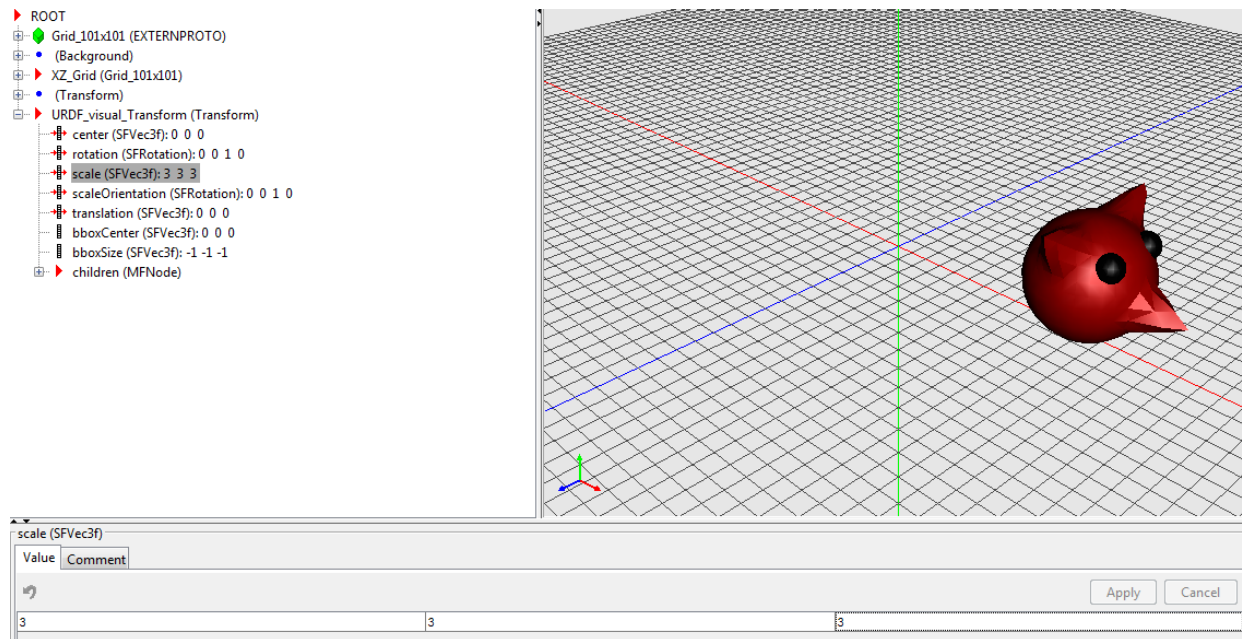 ROOT
Grid_101x101 (EXTERNPROTO)
(Background)
XZ_Grid (Grid_101x101)
(Transform)
URDF_visual_Transform (Transform)
center (SFVec3f): 0 0 0
rotation (SFRotation): 0 0 1 0
scale (SFVec3f): 3 3 3
scaleOrientation (SFRotation): 0 0 1 0
translation (SFVec3f): 0 0 0
bboxCenter (SFVec3f): 0 0 0
bboxSize (SFVec3f): -1 -1 -1
children (MFNode)
scale (SFVec3f)
Value Comment
Apply Cancel
3 3 3